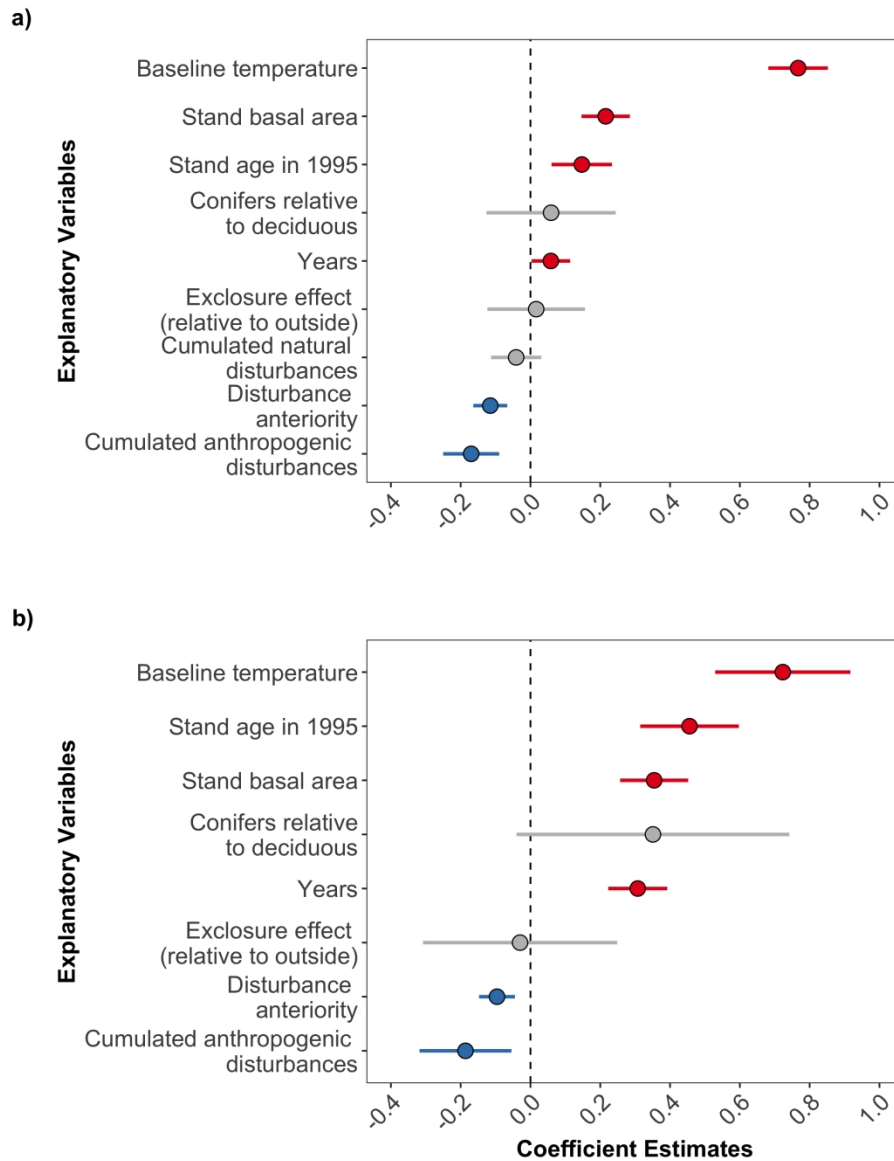 a)
Explanatory Variables
Baseline temperature
Stand basal area
Stand age in 1995
Conifers relative
to deciduous
Years
Exclosure effect
(relative to outside)
Cumulated natural
disturbances
Disturbance
anteriority
Cumulated anthropogenic
disturbances
-0.4 -0.2 0.0 0.2 0.4 0.6 0.8 1.0
b)
Explanatory Variables
Baseline temperature
Stand age in 1995
Stand basal area
Conifers relative
to deciduous
Years
Exclosure effect
(relative to outside)
Disturbance
anteriority
Cumulated anthropogenic
disturbances
-0.4 -0.2 0.0 0.2 0.4 0.6 0.8 1.0
Coefficient Estimates